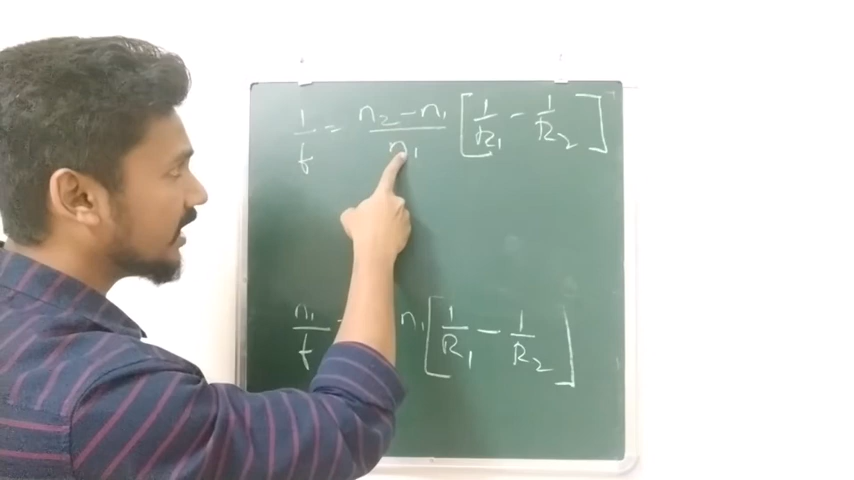 1/f = n₂ - n₁/n₁ [1/R₁ - 1/R₂]
n₁/f n₁ [1/R₁ - 1/R₂]